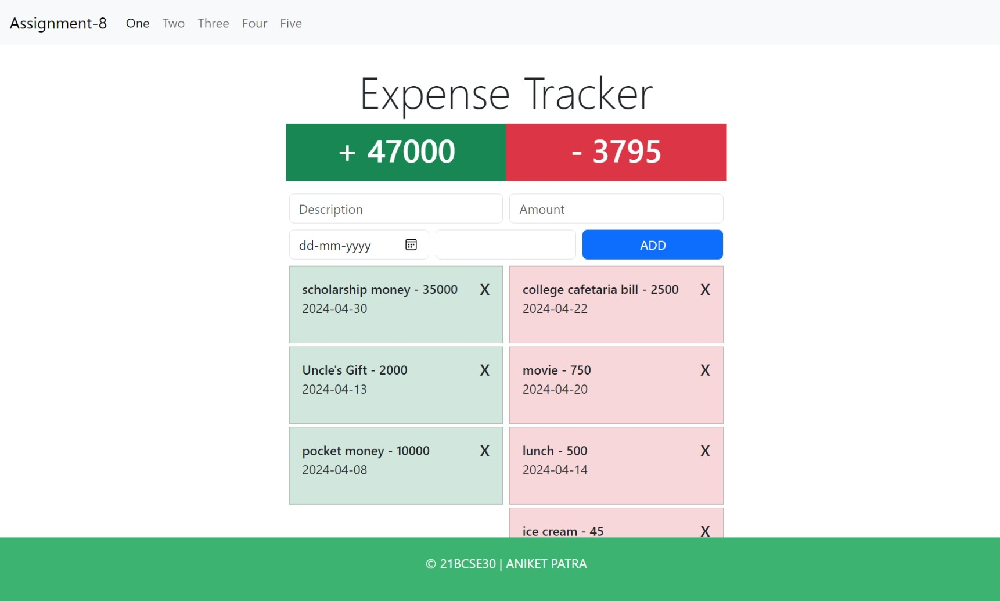 Assignment-8 One Two Three Four Five
Expense Tracker
+ 47000 - 3795
Description Amount
dd-mm-yyyy ADD
scholarship money - 35000 X
2024-04-30
college cafetaria bill - 2500 X
2024-04-22
Uncle's Gift - 2000 X
2024-04-13
movie - 750 X
2024-04-20
pocket money - 10000 X
2024-04-08
lunch - 500 X
2024-04-14
ice cream - 45 X
© 21BCSE30 | ANIKET PATRA